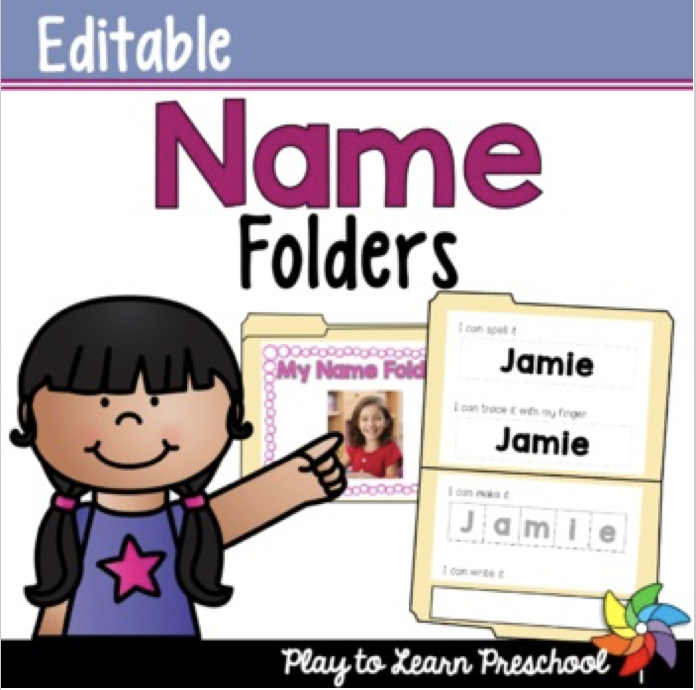 Editable
Name
Folders
My Name Fold
I can spell it
Jamie
I can trace it with my finger
Jamie
I can make it
J a m i e
I can write it
Play to Learn Preschool